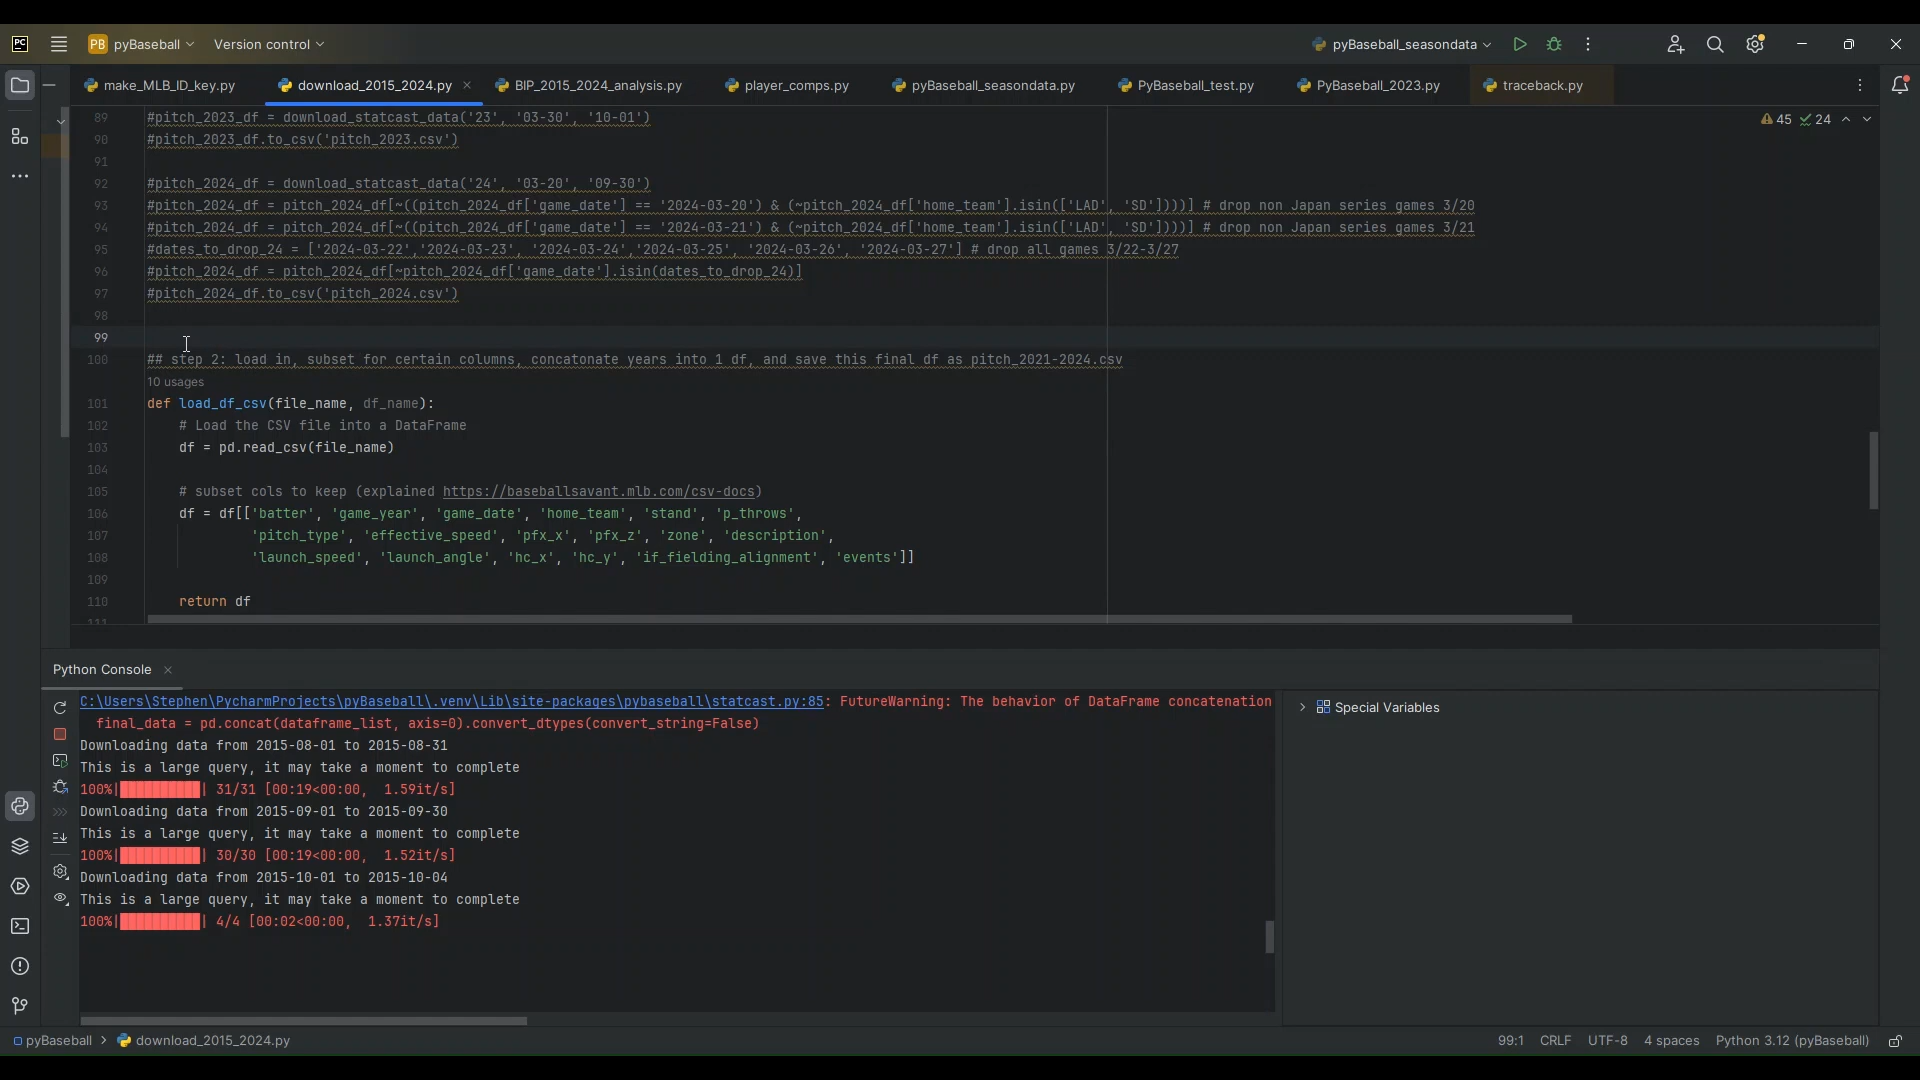 PC PB pyBaseball Version control pyBaseball_seasondata
make_MLB_ID_key.py download_2015_2024.py BIP_2015_2024_analysis.py player_comps.py pyBaseball_seasondata.py PyBaseball_test.py PyBaseball_2023.py traceback.py
89 #pitch_2023_df = download_statcast_data('23', '03-30', '10-01') 45 24
90 #pitch_2023_df.to_csv('pitch_2023.csv')
91
92 #pitch_2024_df = download_statcast_data('24', '03-20', '09-30')
93 #pitch_2024_df = pitch_2024_df[~((pitch_2024_df['game_date'] == '2024-03-20') & (~pitch_2024_df['home_team'].isin(['LAD', 'SD'])))] # drop non Japan series games 3/20
94 #pitch_2024_df = pitch_2024_df[~((pitch_2024_df['game_date'] == '2024-03-21') & (~pitch_2024_df['home_team'].isin(['LAD', 'SD'])))] # drop non Japan series games 3/21
95 #dates_to_drop_24 = ['2024-03-22','2024-03-23', '2024-03-24','2024-03-25', '2024-03-26', '2024-03-27'] # drop all games 3/22-3/27
96 #pitch_2024_df = pitch_2024_df[~pitch_2024_df['game_date'].isin(dates_to_drop_24)]
97 #pitch_2024_df.to_csv('pitch_2024.csv')
98
99
100 ## step 2: load in, subset for certain columns, concatonate years into 1 df, and save this final df as pitch_2021-2024.csv
10 usages
101 def load_df_csv(file_name, df_name):
102 # Load the CSV file into a DataFrame
103 df = pd.read_csv(file_name)
104
105 # subset cols to keep (explained https://baseballsavant.mlb.com/csv-docs)
106 df = df[['batter', 'game_year', 'game_date', 'home_team', 'stand', 'p_throws',
107 'pitch_type', 'effective_speed', 'pfx_x', 'pfx_z', 'zone', 'description',
108 'launch_speed', 'launch_angle', 'hc_x', 'hc_y', 'if_fielding_alignment', 'events']]
109
110 return df
111
Python Console
C:\Users\Stephen\PycharmProjects\pyBaseball\.venv\Lib\site-packages\pybaseball\statcast.py:85: FutureWarning: The behavior of DataFrame concatenation
final_data = pd.concat(dataframe_list, axis=0).convert_dtypes(convert_string=False)
Downloading data from 2015-08-01 to 2015-08-31
This is a large query, it may take a moment to complete
100%|██████████| 31/31 [00:19<00:00,  1.59it/s]
Downloading data from 2015-09-01 to 2015-09-30
This is a large query, it may take a moment to complete
100%|██████████| 30/30 [00:19<00:00,  1.52it/s]
Downloading data from 2015-10-01 to 2015-10-04
This is a large query, it may take a moment to complete
100%|██████████| 4/4 [00:02<00:00,  1.37it/s]
Special Variables
pyBaseball > download_2015_2024.py 99:1 CRLF UTF-8 4 spaces Python 3.12 (pyBaseball)